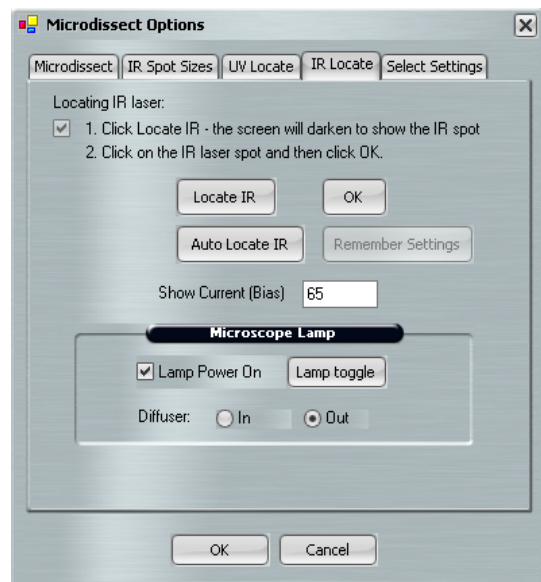 Microdissect Options
Microdissect IR Spot Sizes UV Locate IR Locate Select Settings
Locating IR laser:
1. Click Locate IR - the screen will darken to show the IR spot
2. Click on the IR laser spot and then click OK.
Locate IR OK
Auto Locate IR Remember Settings
Show Current (Bias) 65
Microscope Lamp
Lamp Power On Lamp toggle
Diffuser: In Out
OK Cancel